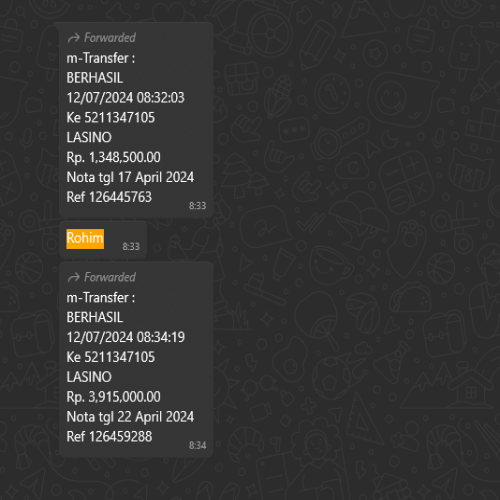 Forwarded
m-Transfer :
BERHASIL
12/07/2024 08:32:03
Ke 5211347105
LASINO
Rp. 1,348,500.00
Nota tgl 17 April 2024
Ref 126445763
8:33
Rohim
8:33
Forwarded
m-Transfer :
BERHASIL
12/07/2024 08:34:19
Ke 5211347105
LASINO
Rp. 3,915,000.00
Nota tgl 22 April 2024
Ref 126459288
8:34